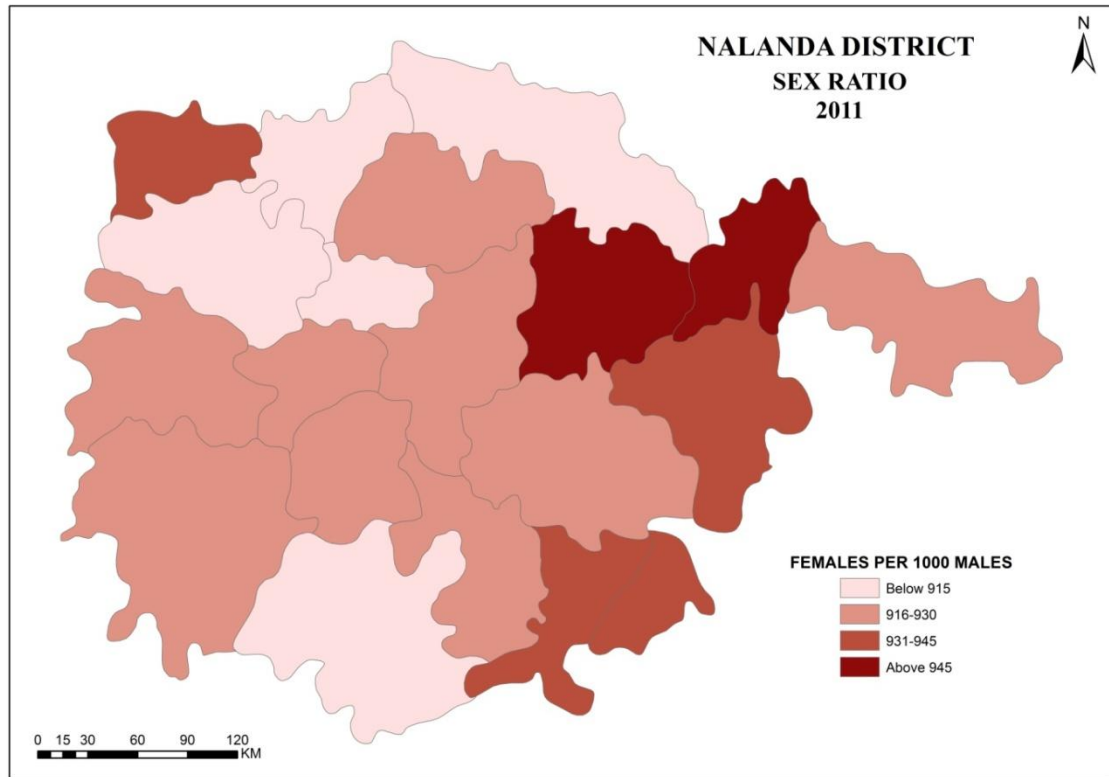 NALANDA DISTRICT
SEX RATIO
2011
N
FEMALES PER 1000 MALES
Below 915
916-930
931-945
Above 945
0 15 30 60 90 120
KM